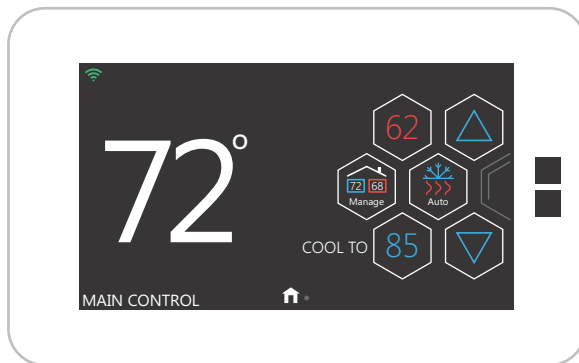 72°
62
72 68
Manage
Auto
COOL TO 85
MAIN CONTROL